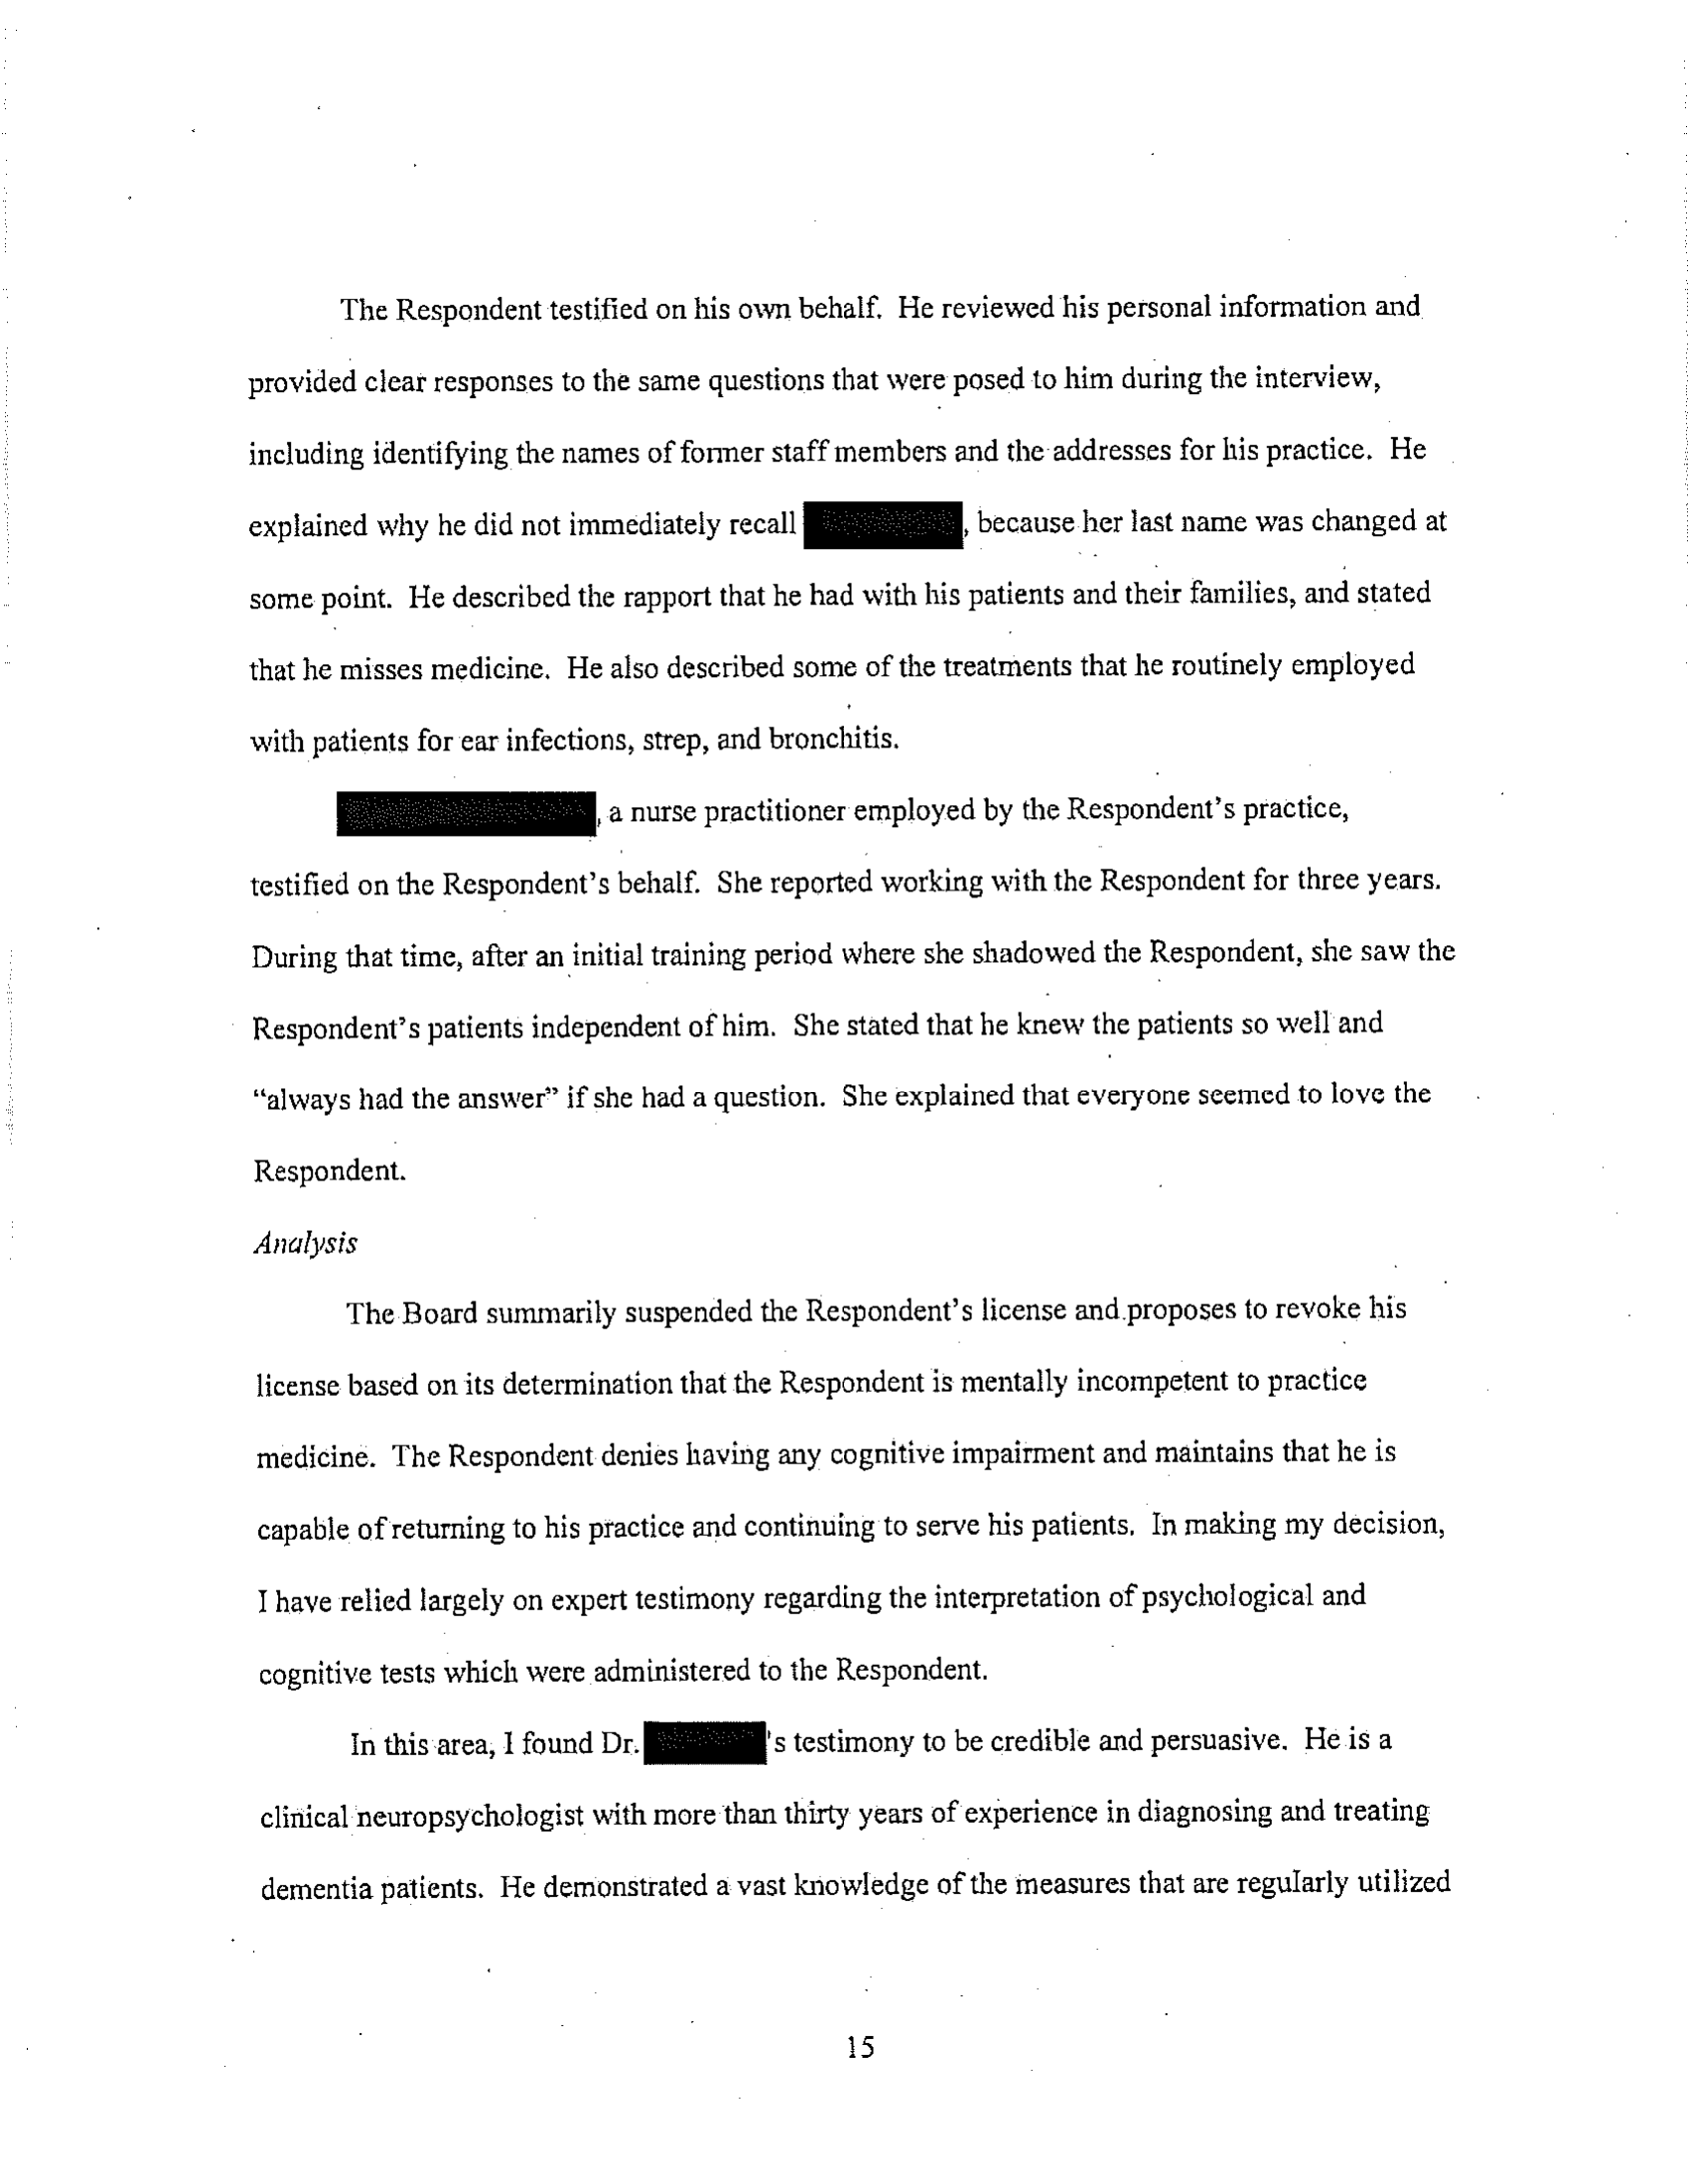 The Respondent testified on his own behalf. He reviewed his personal information and
provided clear responses to the same questions that were posed to him during the interview,
including identifying the names of former staff members and the addresses for his practice. He
explained why he did not immediately recall , because her last name was changed at
some point. He described the rapport that he had with his patients and their families, and stated
that he misses medicine. He also described some of the treatments that he routinely employed
with patients for ear infections, strep, and bronchitis.
, a nurse practitioner employed by the Respondent's practice,
testified on the Respondent's behalf. She reported working with the Respondent for three years.
During that time, after an initial training period where she shadowed the Respondent, she saw the
Respondent's patients independent of him. She stated that he knew the patients so well and
“always had the answer” if she had a question. She explained that everyone seemed to love the
Respondent.
Analysis
The Board summarily suspended the Respondent's license and proposes to revoke his
license based on its determination that the Respondent is mentally incompetent to practice
medicine. The Respondent denies having any cognitive impairment and maintains that he is
capable of returning to his practice and continuing to serve his patients. In making my decision,
I have relied largely on expert testimony regarding the interpretation of psychological and
cognitive tests which were administered to the Respondent.
In this area, I found Dr. 's testimony to be credible and persuasive. He is a
clinical neuropsychologist with more than thirty years of experience in diagnosing and treating
dementia patients. He demonstrated a vast knowledge of the measures that are regularly utilized
15